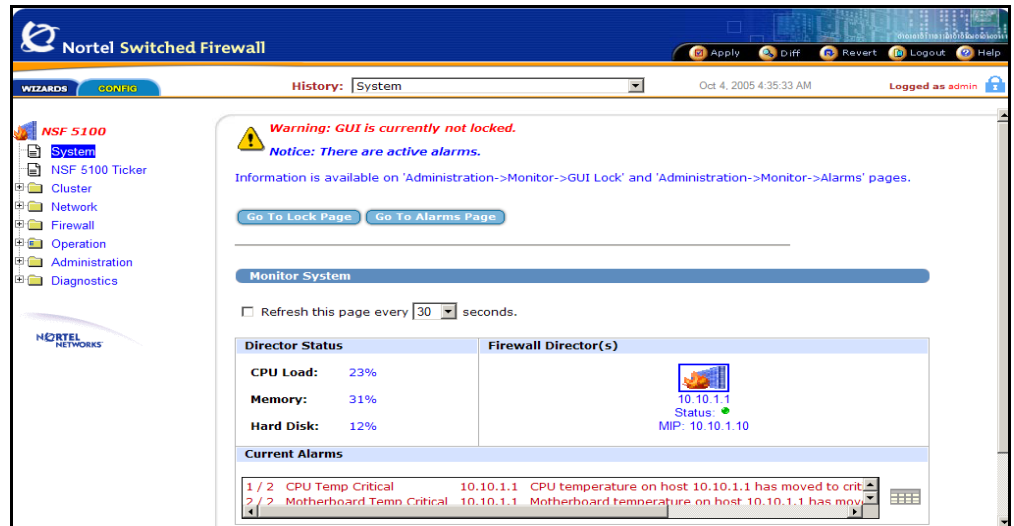 Nortel Switched Firewall
Apply Diff Revert Logout Help
WIZARDS CONFIG History: System Oct 4, 2005 4:35:33 AM Logged as admin
NSF 5100
System
NSF 5100 Ticker
Cluster
Network
Firewall
Operation
Administration
Diagnostics
NORTEL
NETWORKS
Warning: GUI is currently not locked.
Notice: There are active alarms.
Information is available on 'Administration->Monitor->GUI Lock' and 'Administration->Monitor->Alarms' pages.
Go To Lock Page Go To Alarms Page
Monitor System
Refresh this page every 30 seconds.
Director Status Firewall Director(s)
CPU Load: 23%
Memory: 31%
Hard Disk: 12%
10.10.1.1
Status:
MIP: 10.10.1.10
Current Alarms
1 / 2 CPU Temp Critical 10.10.1.1 CPU temperature on host 10.10.1.1 has moved to crit
2 / 2 Motherboard Temp Critical 10.10.1.1 Motherboard temperature on host 10.10.1.1 has mov